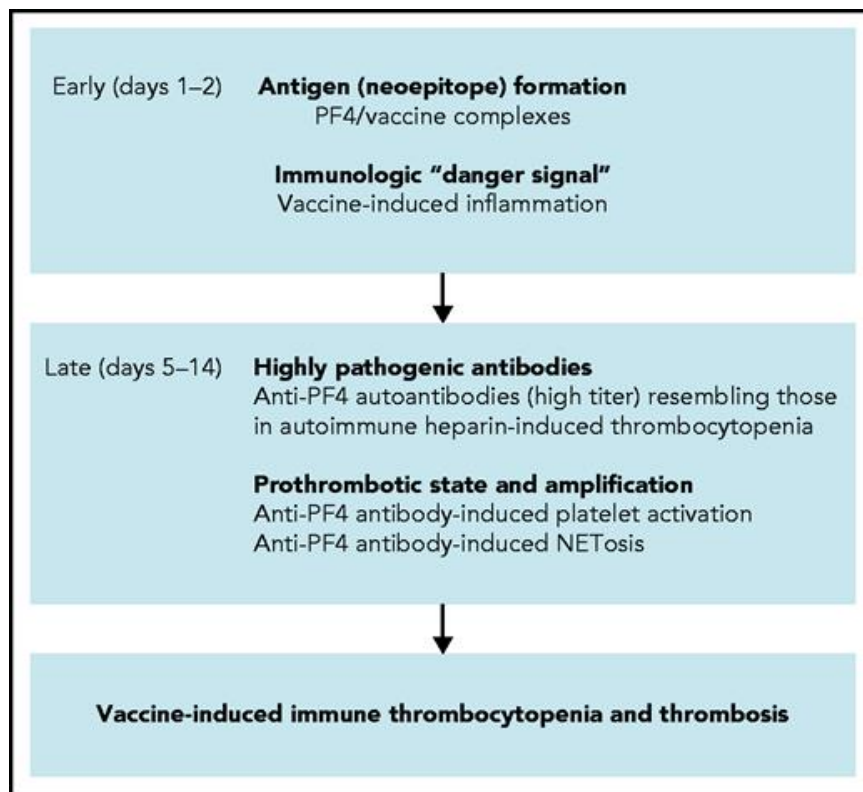 Early (days 1–2) Antigen (neoepitope) formation
PF4/vaccine complexes
Immunologic “danger signal”
Vaccine-induced inflammation
Late (days 5–14) Highly pathogenic antibodies
Anti-PF4 autoantibodies (high titer) resembling those
in autoimmune heparin-induced thrombocytopenia
Prothrombotic state and amplification
Anti-PF4 antibody-induced platelet activation
Anti-PF4 antibody-induced NETosis
Vaccine-induced immune thrombocytopenia and thrombosis